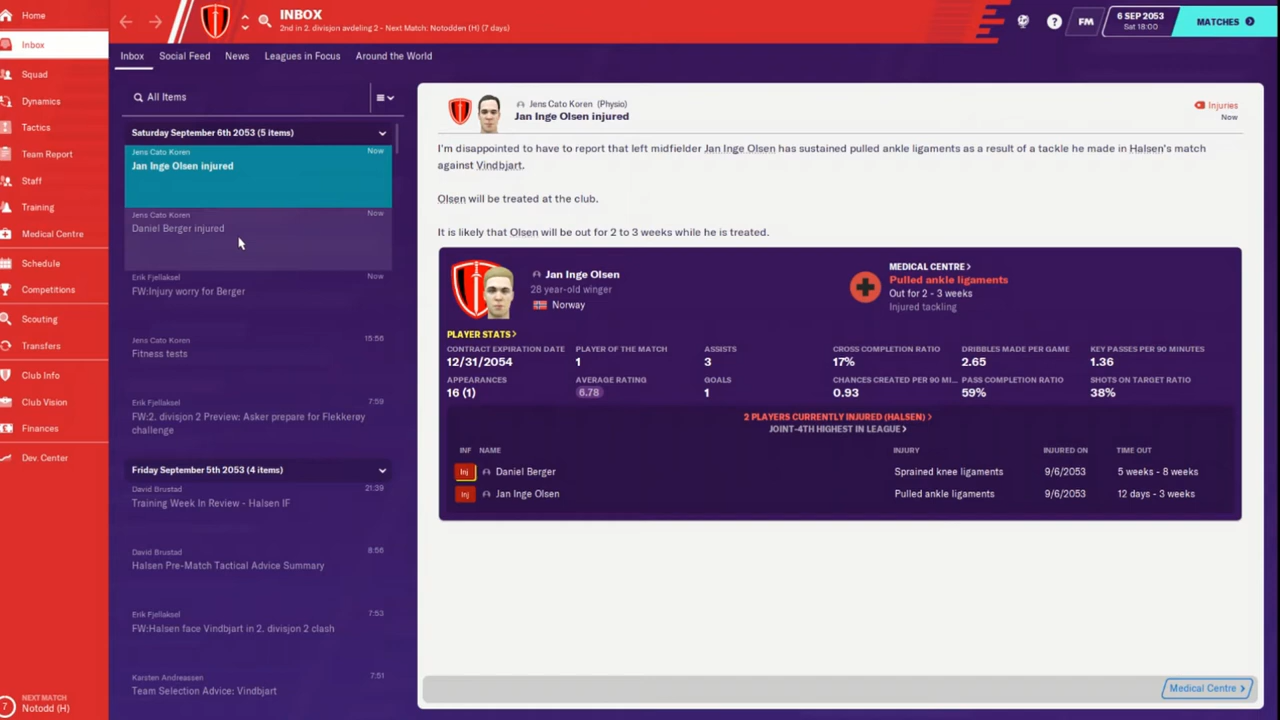 Home
Inbox
Squad
Dynamics
Tactics
Team Report
Staff
Training
Medical Centre
Schedule
Competitions
Scouting
Transfers
Club Info
Club Vision
Finances
Dev. Center
7
NEXT MATCH
Notodd (H)
INBOX
2nd in 2. divisjon avdeling 2 - Next Match: Notodden (H) (7 days)
?
FM
6 SEP 2053
Sat 18:00
MATCHES
Inbox
Social Feed
News
Leagues in Focus
Around the World
All Items
Saturday September 6th 2053 (5 items)
Jens Cato Koren
Now
Jan Inge Olsen injured
Jens Cato Koren
Now
Daniel Berger injured
Erik Fjellaksel
Now
FW:Injury worry for Berger
Jens Cato Koren
15:56
Fitness tests
Erik Fjellaksel
7:59
FW:2. divisjon 2 Preview: Asker prepare for Flekkerøy
challenge
Friday September 5th 2053 (4 items)
David Brustad
21:39
Training Week In Review - Halsen IF
David Brustad
8:56
Halsen Pre-Match Tactical Advice Summary
Erik Fjellaksel
7:53
FW:Halsen face Vindbjart in 2. divisjon 2 clash
Karsten Andreassen
7:51
Team Selection Advice: Vindbjart
Jens Cato Koren (Physio)
Jan Inge Olsen injured
Injuries
Now
I'm disappointed to have to report that left midfielder Jan Inge Olsen has sustained pulled ankle ligaments as a result of a tackle he made in Halsen's match
against Vindbjart.
Olsen will be treated at the club.
It is likely that Olsen will be out for 2 to 3 weeks while he is treated.
Jan Inge Olsen
28 year-old winger
Norway
MEDICAL CENTRE>
Pulled ankle ligaments
Out for 2 - 3 weeks
Injured tackling
PLAYER STATS>
CONTRACT EXPIRATION DATE
PLAYER OF THE MATCH
ASSISTS
CROSS COMPLETION RATIO
DRIBBLES MADE PER GAME
KEY PASSES PER 90 MINUTES
12/31/2054
1
3
17%
2.65
1.36
APPEARANCES
AVERAGE RATING
GOALS
CHANCES CREATED PER 90 MI...
PASS COMPLETION RATIO
SHOTS ON TARGET RATIO
16 (1)
6.78
1
0.93
59%
38%
2 PLAYERS CURRENTLY INJURED (HALSEN) >
JOINT-4TH HIGHEST IN LEAGUE >
INF NAME
INJURY
INJURED ON
TIME OUT
Inj
Daniel Berger
Sprained knee ligaments
9/6/2053
5 weeks - 8 weeks
Inj
Jan Inge Olsen
Pulled ankle ligaments
9/6/2053
12 days - 3 weeks
Medical Centre >